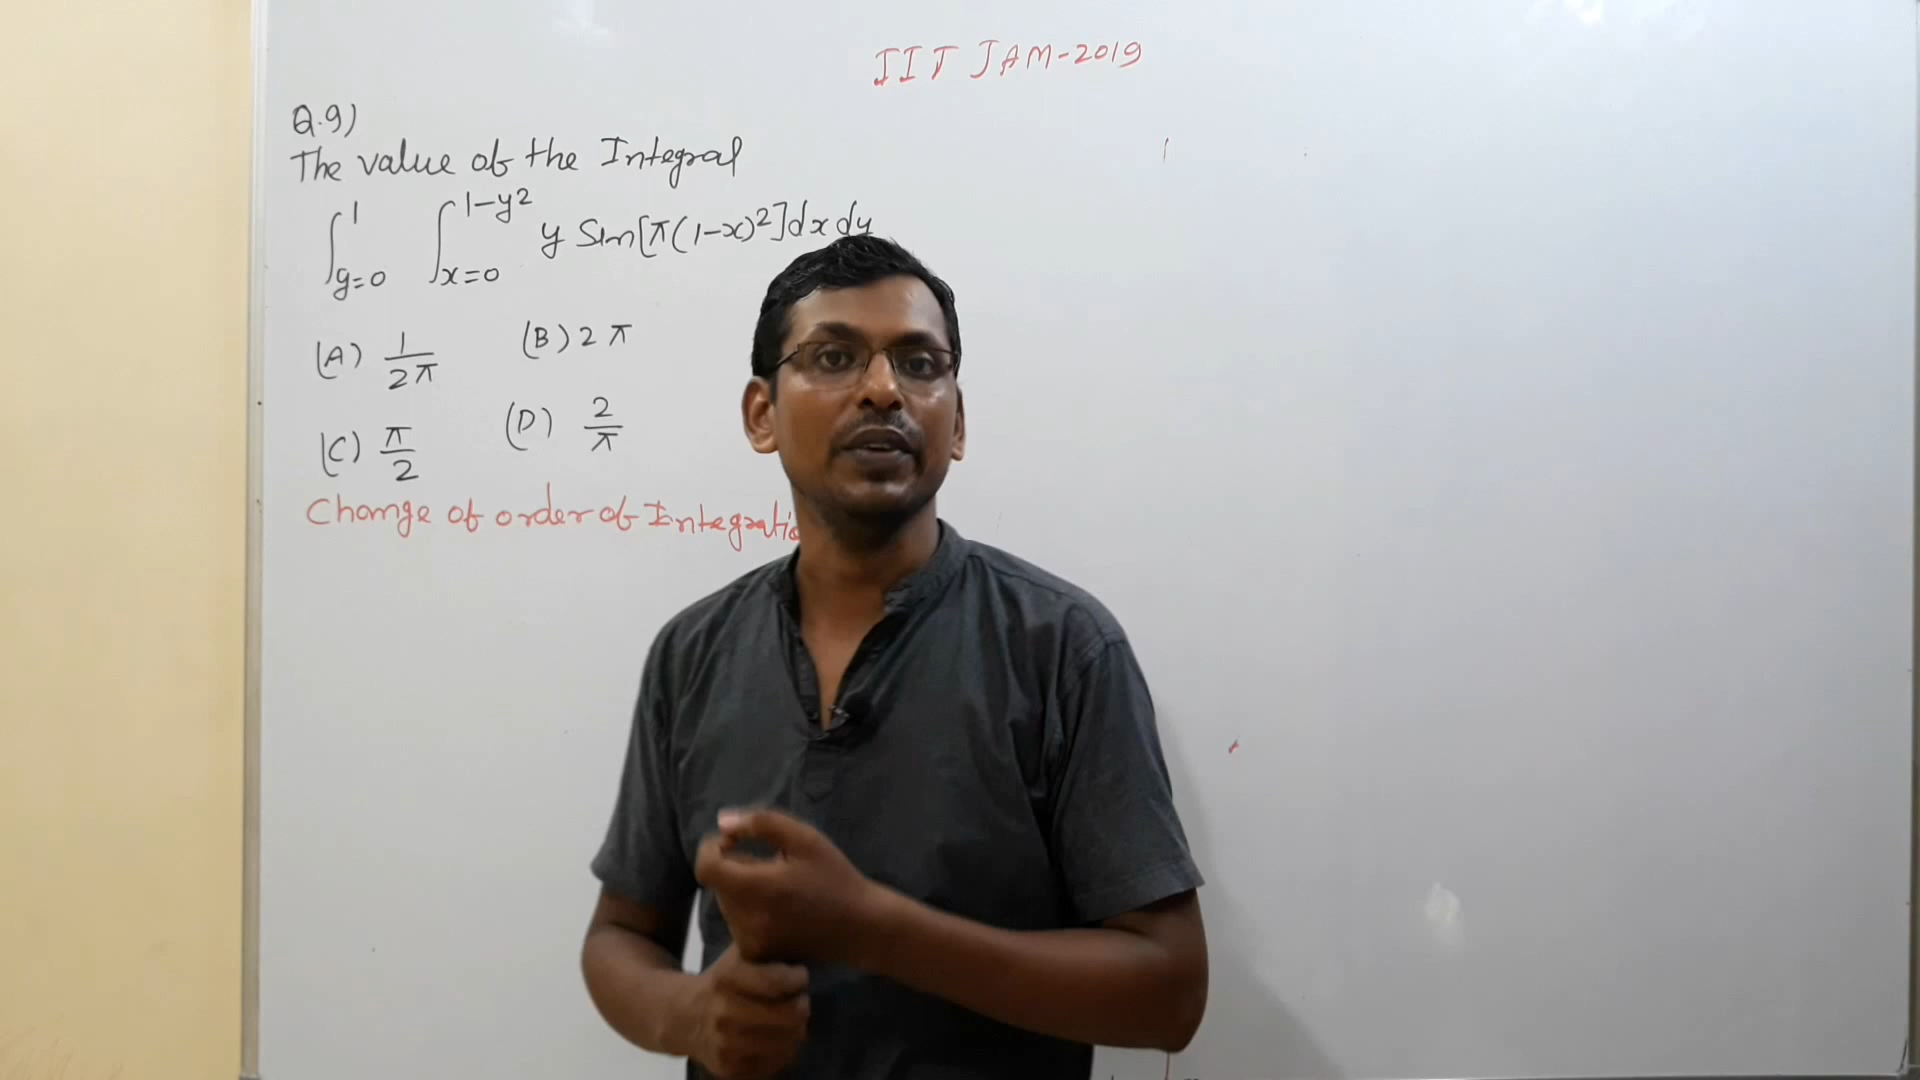 IIT JAM-2019
Q.9)
The value of the Integral
∫_{y=0}^{1} ∫_{x=0}^{1-y2} y Sin[π(1-x)^2]dx dy
(A) 1/2π (B) 2π
(C) π/2 (D) 2/π
Change of order of